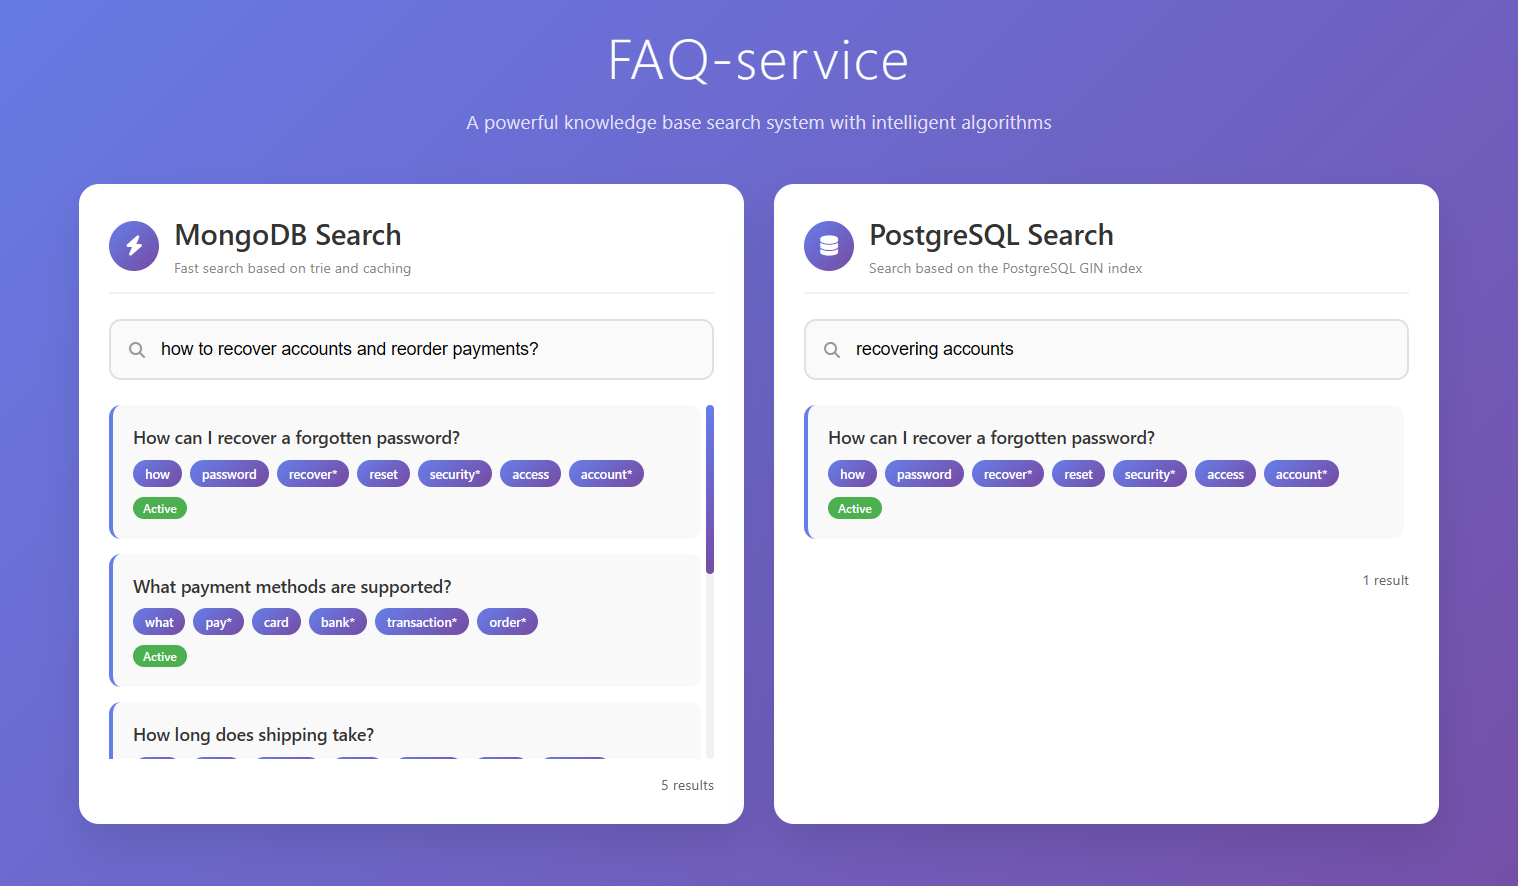 FAQ-service
A powerful knowledge base search system with intelligent algorithms
MongoDB Search
Fast search based on trie and caching
how to recover accounts and reorder payments?
How can I recover a forgotten password?
how password recover* reset security* access account*
Active
What payment methods are supported?
what pay* card bank* transaction* order*
Active
How long does shipping take?
5 results
PostgreSQL Search
Search based on the PostgreSQL GIN index
recovering accounts
How can I recover a forgotten password?
how password recover* reset security* access account*
Active
1 result